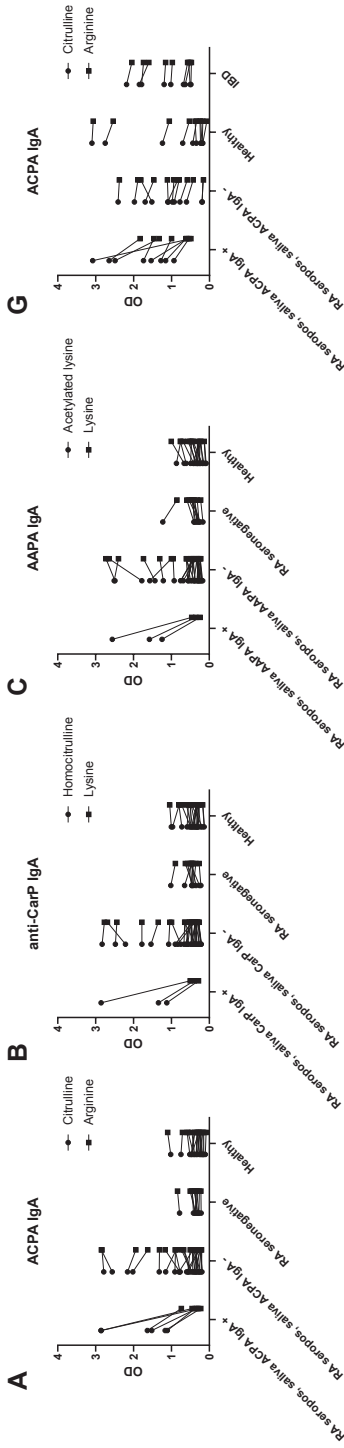 A
ACPA IgA
Citrulline
Arginine
4
3
2
1
0
OD
RA seropos, saliva ACPA IgA +
RA seropos, saliva ACPA IgA -
RA seronegative
Healthy
B
anti-CarP IgA
Homocitrulline
Lysine
4
3
2
1
0
OD
RA seropos, saliva CarP IgA +
RA seropos, saliva CarP IgA -
RA seronegative
Healthy
C
AAPA IgA
Acetylated lysine
Lysine
4
3
2
1
0
OD
RA seropos, saliva AAPA IgA +
RA seropos, saliva AAPA IgA -
RA seronegative
Healthy
G
ACPA IgA
Citrulline
Arginine
4
3
2
1
0
OD
RA seropos, saliva ACPA IgA +
RA seropos, saliva ACPA IgA -
Healthy
IBD